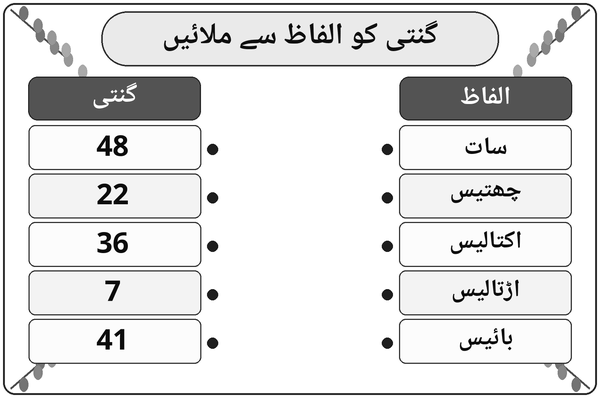 گنتی کو الفاظ سے ملائیں
الفاظ گنتی
سات 48
چھتیس 22
اکتالیس 36
اڑتالیس 7
بائیس 41